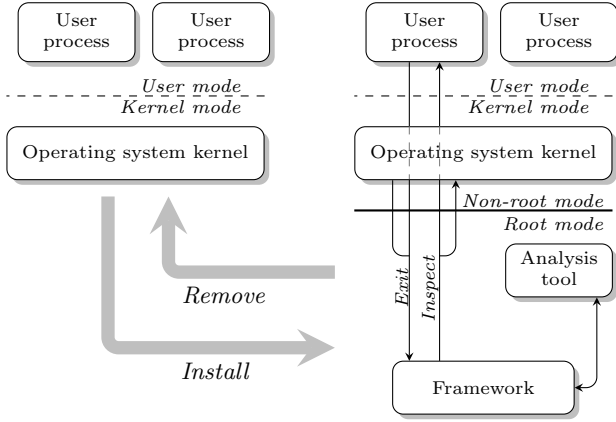 User
process
User
process
User mode
Kernel mode
Operating system kernel
Remove
Install
User
process
User
process
User mode
Kernel mode
Operating system kernel
Non-root mode
Root mode
Exit
Inspect
Analysis
tool
Framework